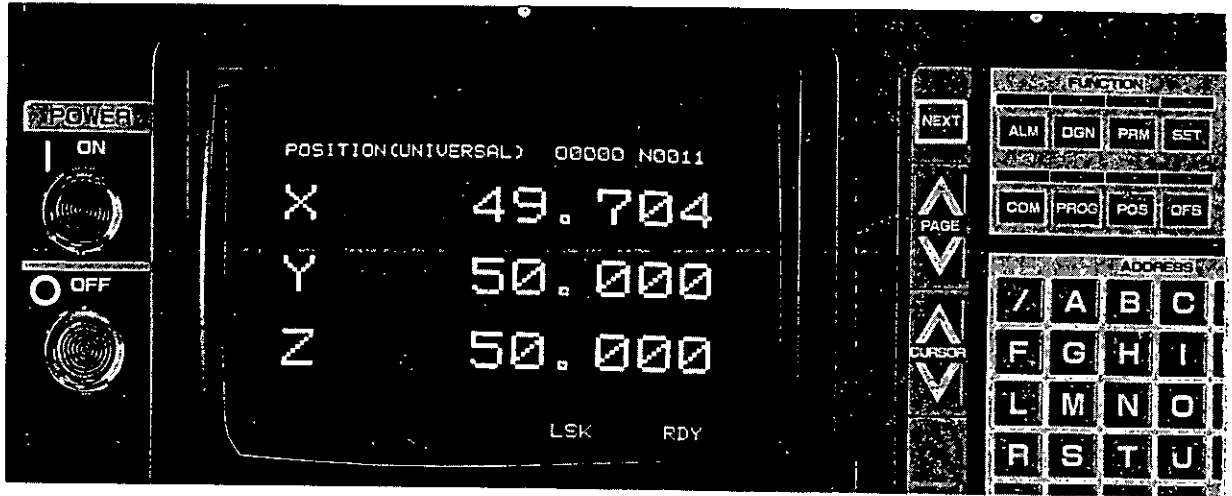 POWER
ON
OFF
POSITION(UNIVERSAL) O0000 N0011
X 49.704
Y 50.000
Z 50.000
LSK RDY
NEXT
PAGE
CURSOR
FUNCTION
ALM DGN PRM SET
COM PROG POS OFS
ADDRESS
/ A B C
F G H I
L M N O
R S T U